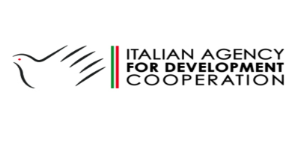 ITALIAN AGENCY
FOR DEVELOPMENT
COOPERATION